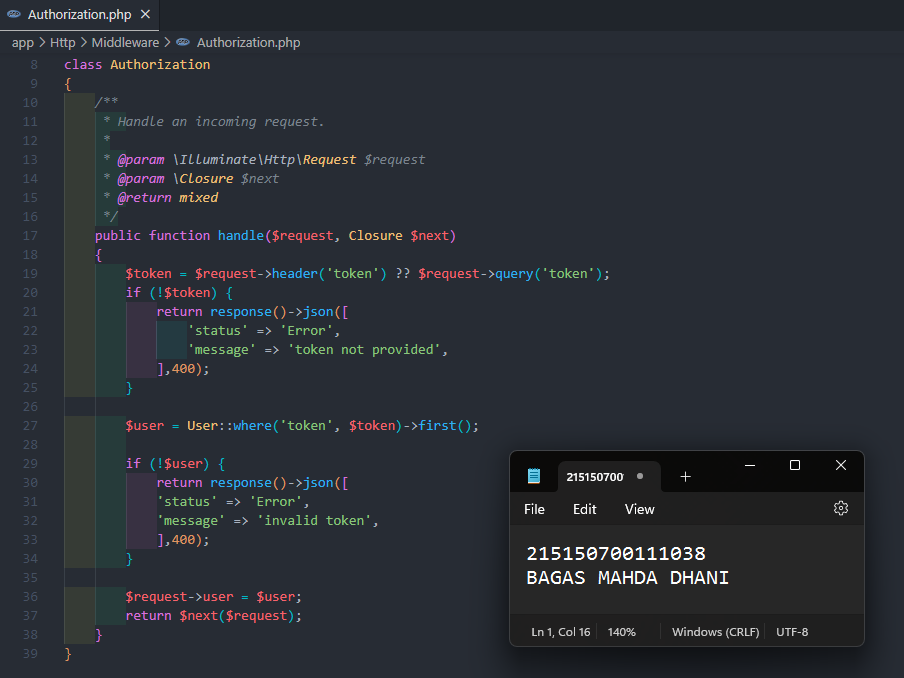 Authorization.php
app > Http > Middleware > Authorization.php
8 class Authorization
9 {
10 /**
11 * Handle an incoming request.
12 *
13 * @param \Illuminate\Http\Request $request
14 * @param \Closure $next
15 * @return mixed
16 */
17 public function handle($request, Closure $next)
18 {
19 $token = $request->header('token') ?? $request->query('token');
20 if (!$token) {
21 return response()->json([
22 'status' => 'Error',
23 'message' => 'token not provided',
24 ],400);
25 }
26
27 $user = User::where('token', $token)->first();
28
29 if (!$user) {
30 return response()->json([
31 'status' => 'Error',
32 'message' => 'invalid token',
33 ],400);
34 }
35
36 $request->user = $user;
37 return $next($request);
38 }
39 }
215150700
File Edit View
215150700111038
BAGAS MAHDA DHANI
Ln 1, Col 16 140% Windows (CRLF) UTF-8